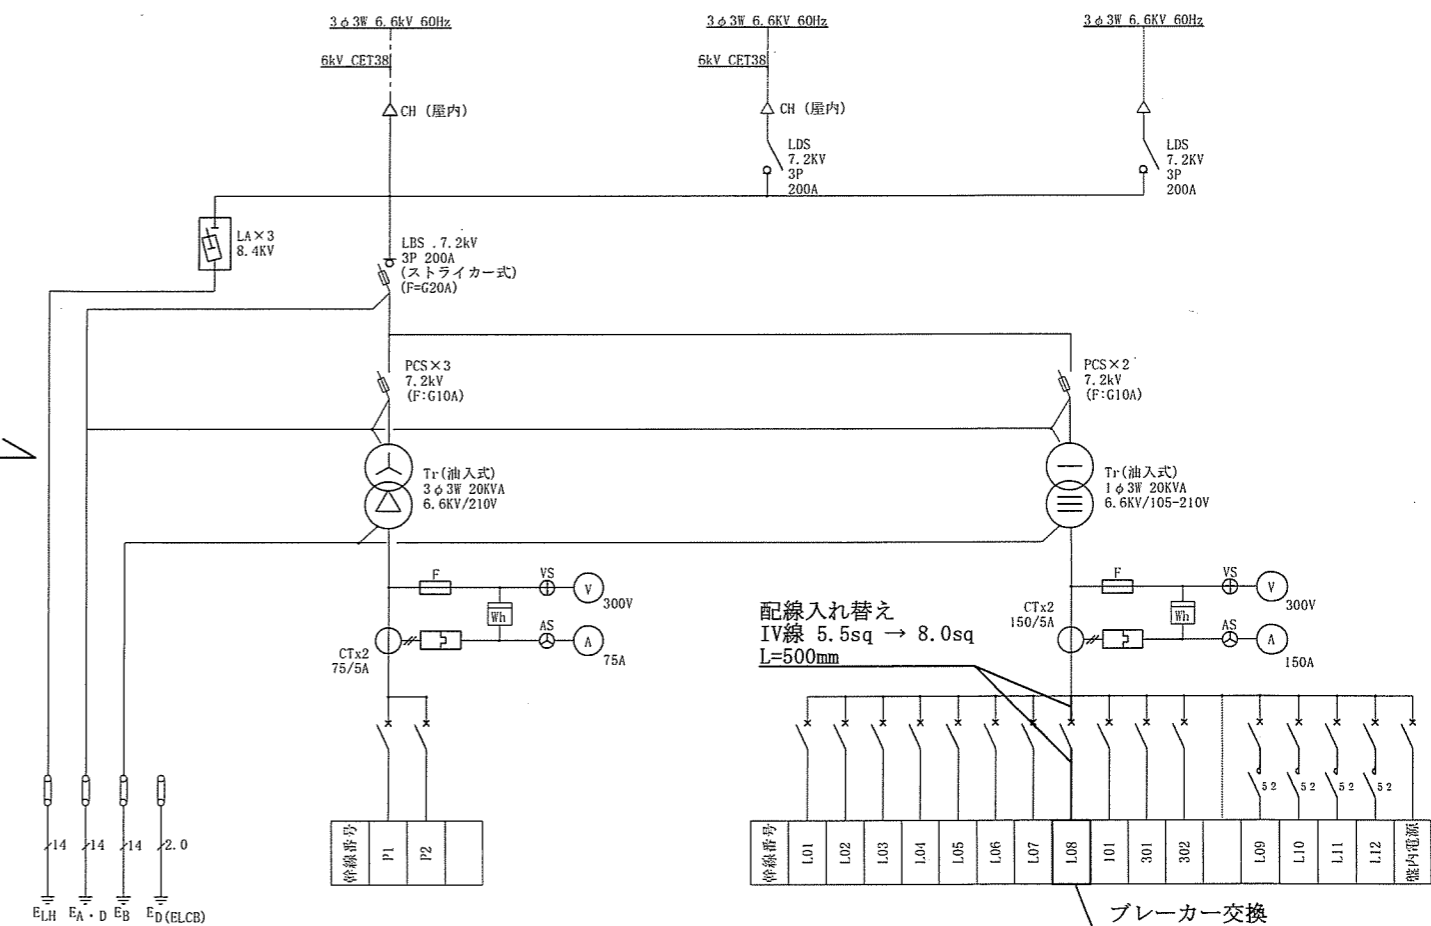 3φ3W 6.6kV 60Hz
6kV CET38
CH (屋内)
3φ3W 6.6KV 60Hz
6kV CET38
CH (屋内)
LDS
7.2KV
3P
200A
3φ3W 6.6KV 60Hz
LDS
7.2KV
3P
200A
LA×3
8.4KV
LBS .7.2kV
3P 200A
(ストライカー式)
(F=G20A)
PCS×3
7.2kV
(F:G10A)
PCS×2
7.2kV
(F:G10A)
Tr(油入式)
3φ3W 20KVA
6.6KV/210V
Tr(油入式)
1φ3W 20KVA
6.6KV/105-210V
F
VS
V
300V
Wh
CTx2
75/5A
AS
A
75A
F
VS
V
300V
Wh
CTx2
150/5A
AS
A
150A
配線入れ替え
IV線 5.5sq → 8.0sq
L=500mm
52
52
52
52
幹線番号
P1
P2
幹線番号
L01
L02
L03
L04
L05
L06
L07
L08
101
301
302
L09
L10
L11
L12
盤内電源
14
14
14
2.0
ELH
EA・D
EB
ED(ELCB)
ブレーカー交換